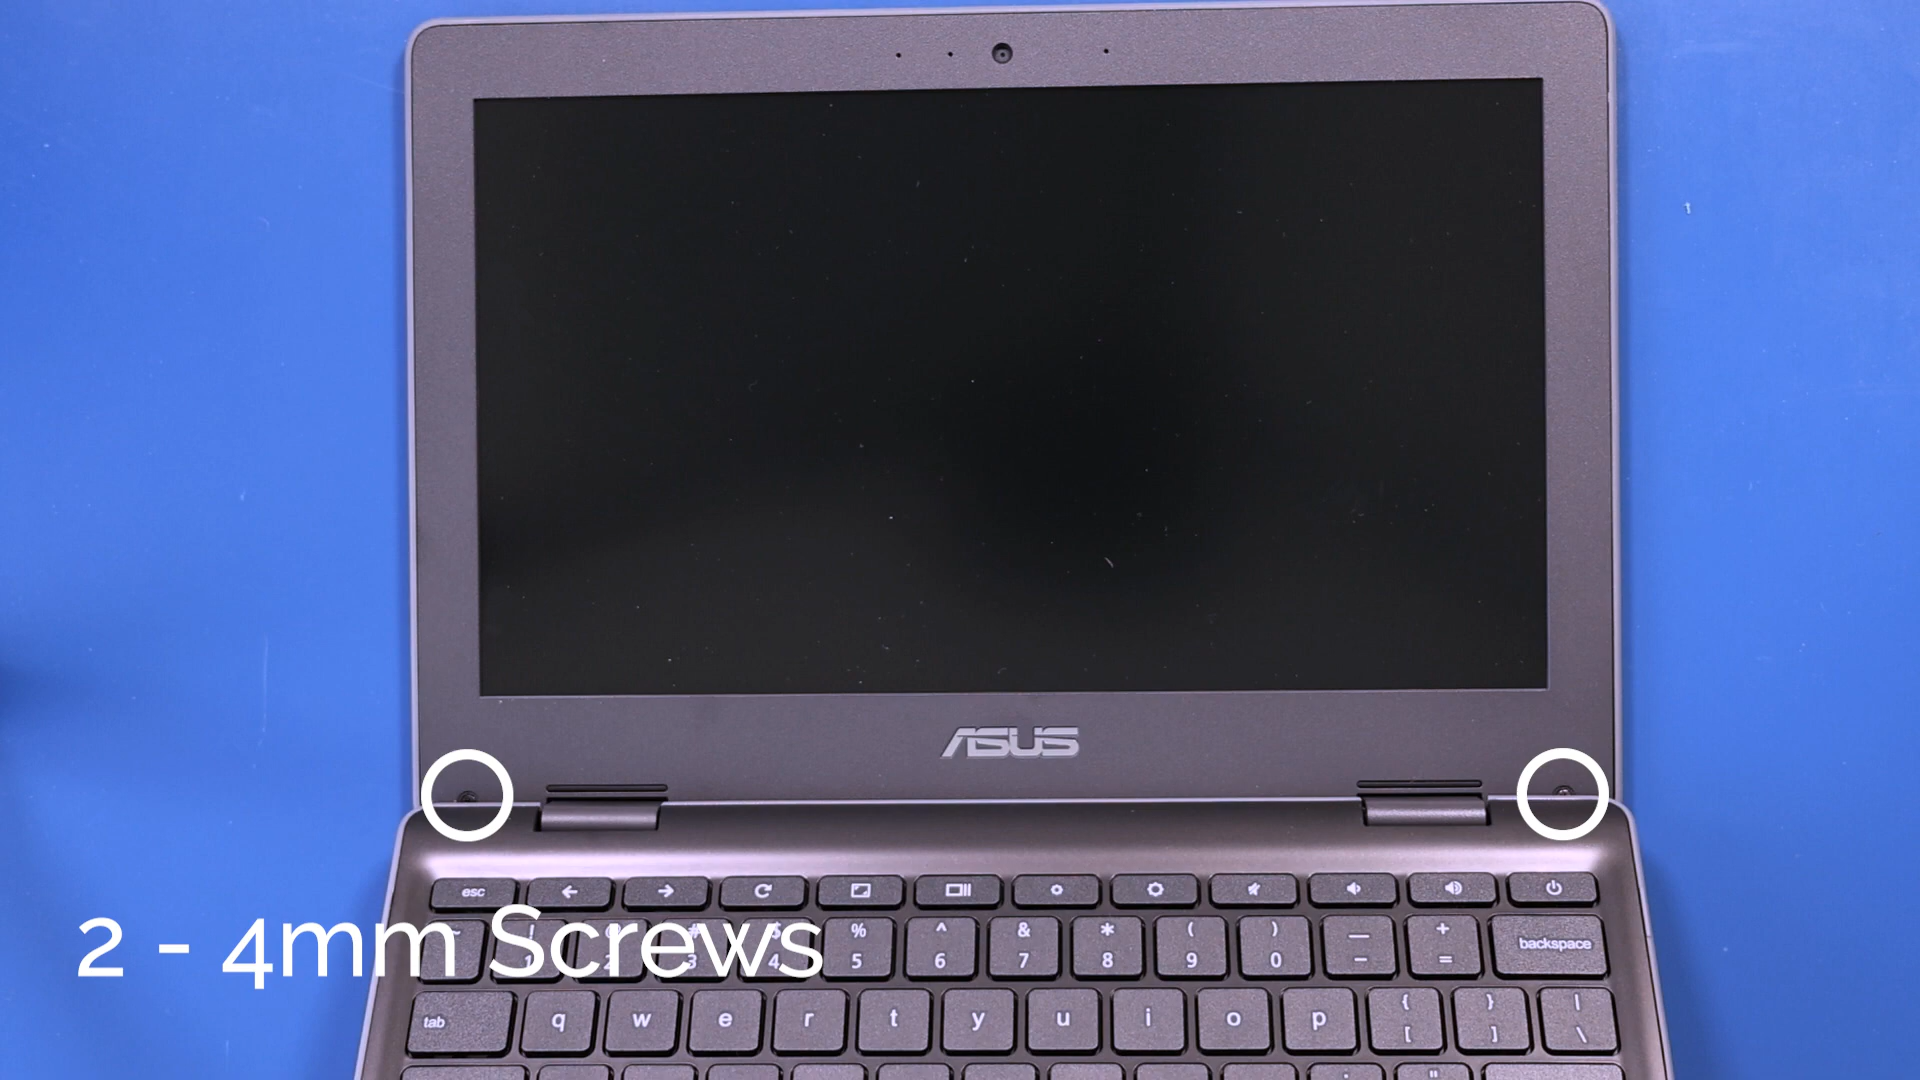 ASUS
esc
% ^ & * ( ) — +
5 6 7 8 9 0 – = backspace
2 - 4mm Screws
tab q w e r t y u i o p { [ } ] | \